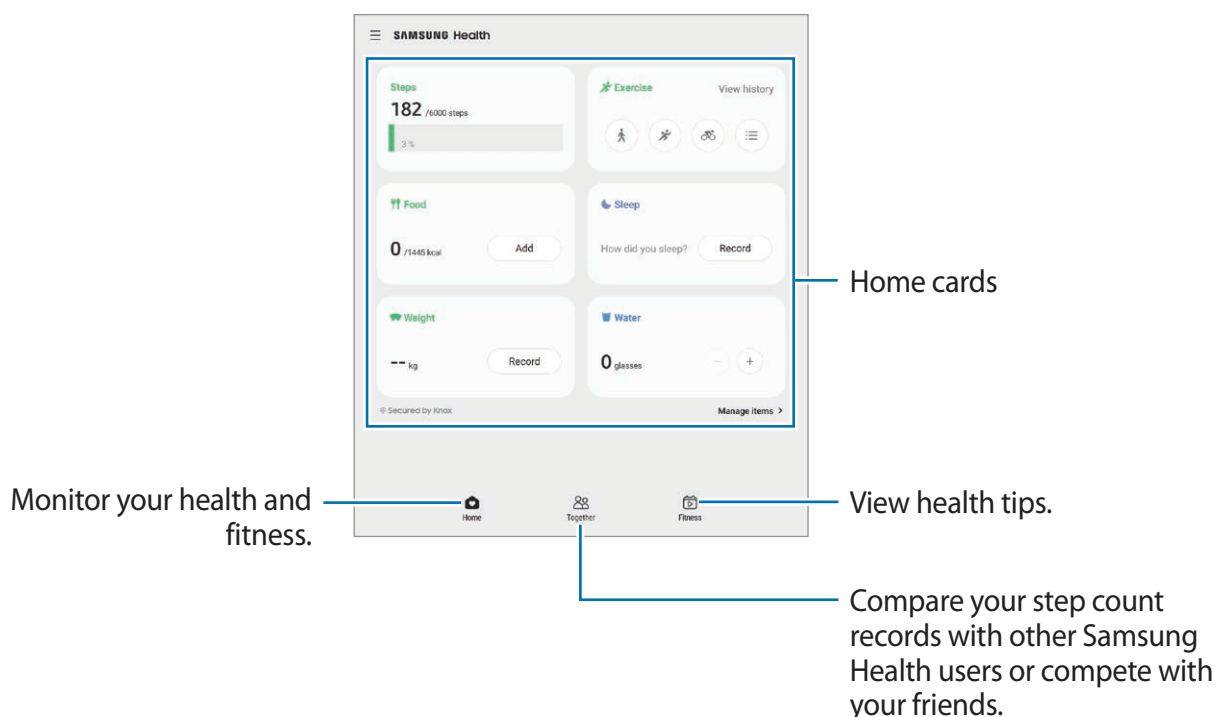 SAMSUNG Health
Steps
182 /6000 steps
3 %
Exercise
View history
Food
0 /1445 kcal
Add
Sleep
How did you sleep?
Record
Weight
-- kg
Record
Water
0 glasses
Secured by Knox
Manage items
Home cards
Monitor your health and
fitness.
Home
Together
Fitness
View health tips.
Compare your step count
records with other Samsung
Health users or compete with
your friends.